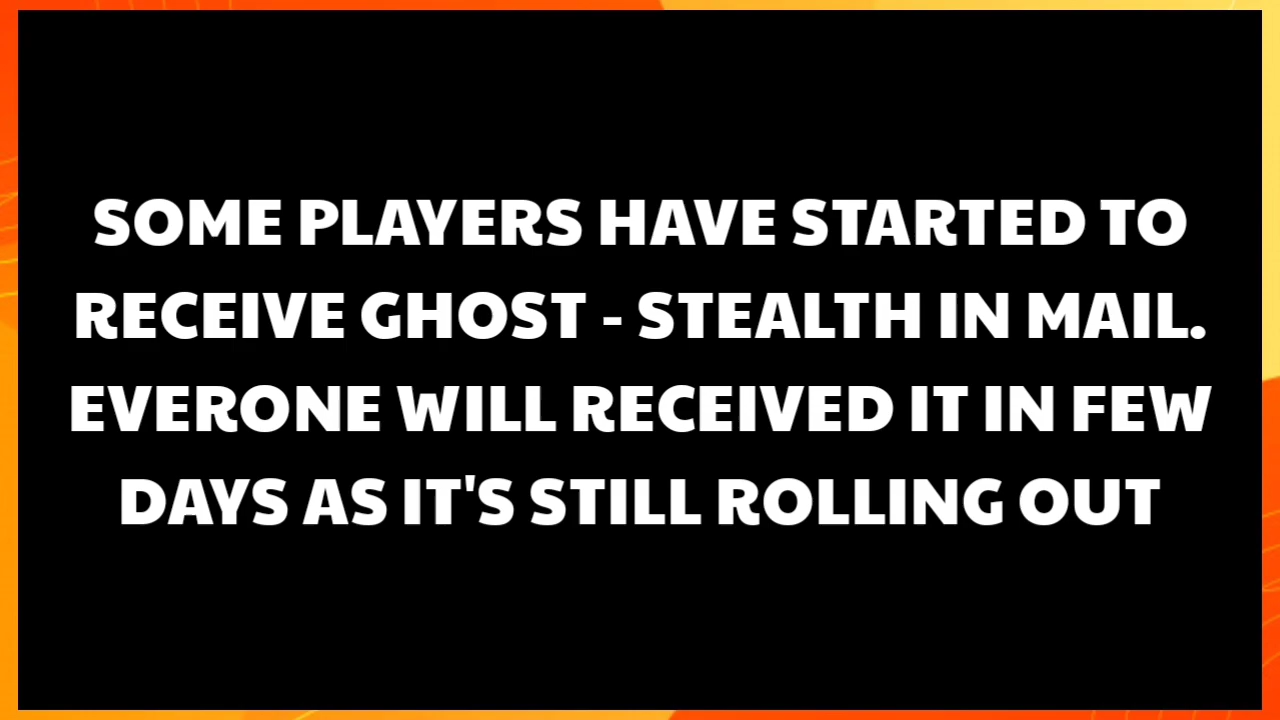 SOME PLAYERS HAVE STARTED TO
RECEIVE GHOST - STEALTH IN MAIL.
EVERONE WILL RECEIVED IT IN FEW
DAYS AS IT'S STILL ROLLING OUT